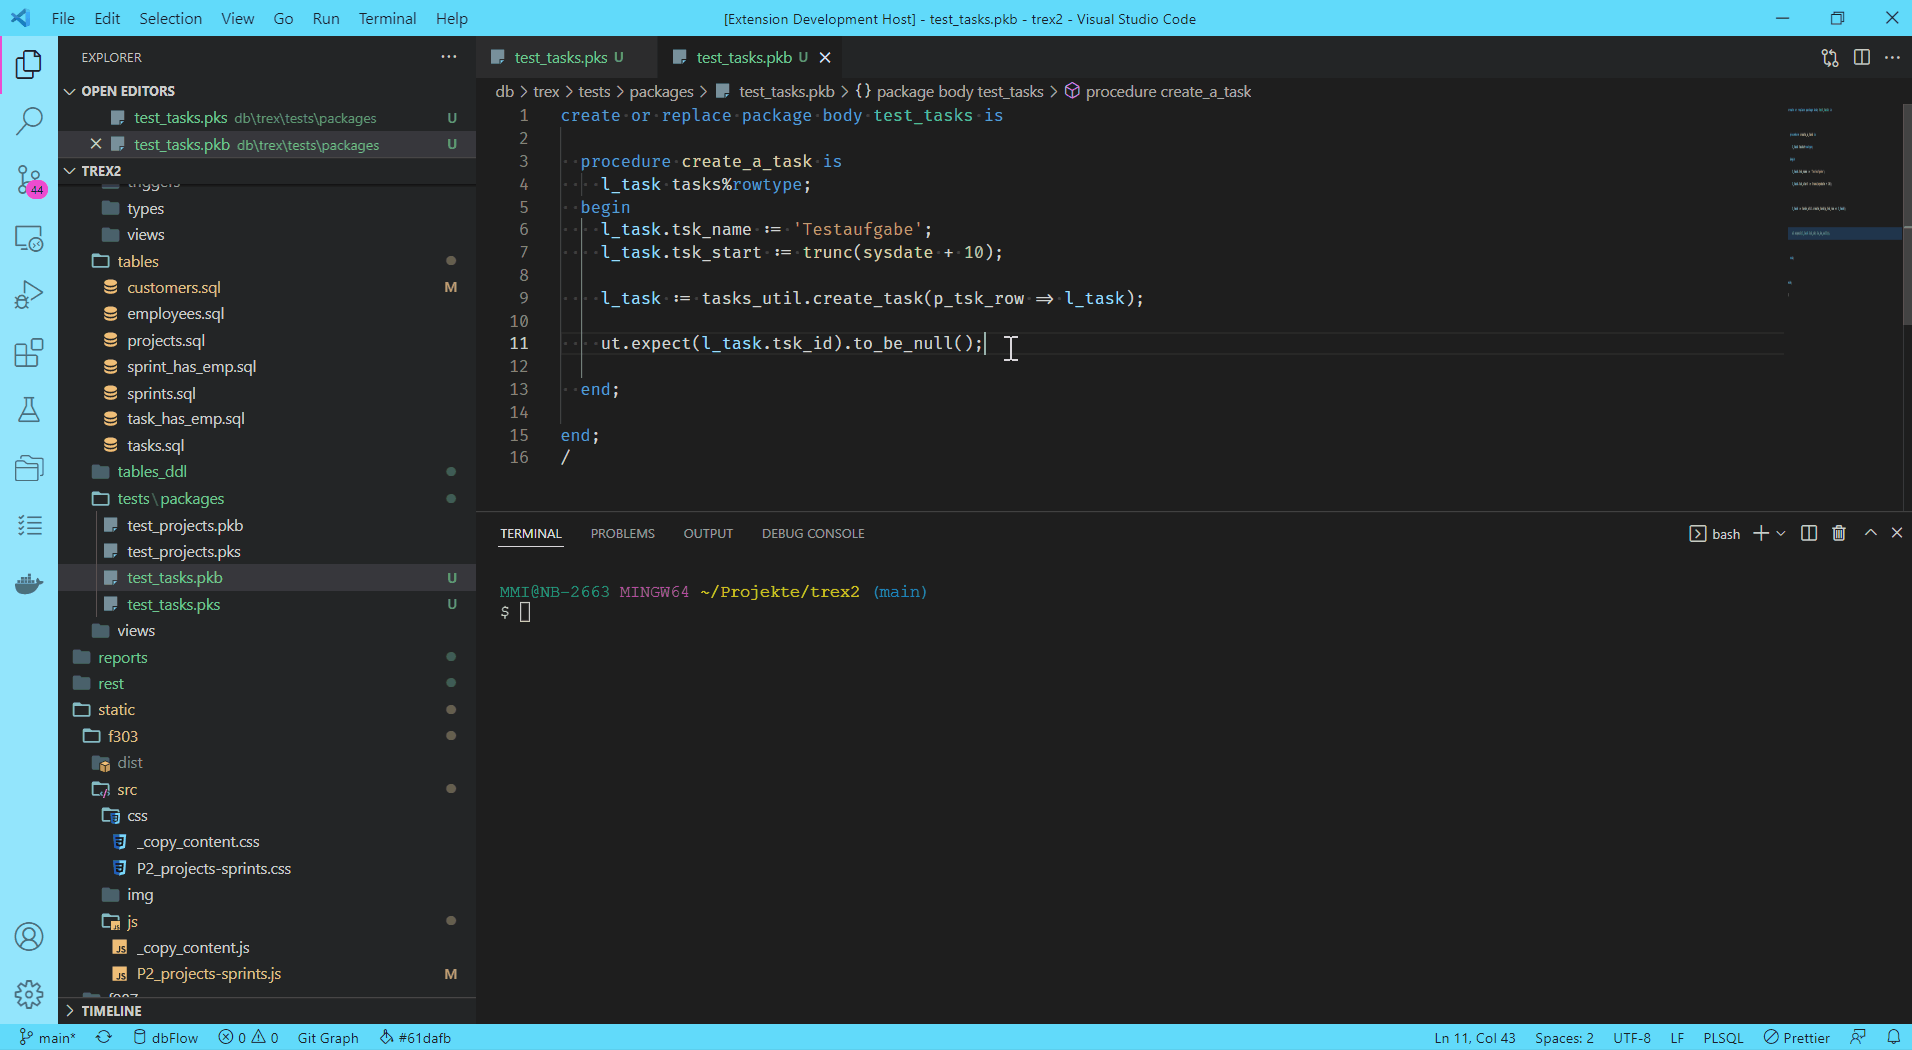 File Edit Selection View Go Run Terminal Help
[Extension Development Host] - test_tasks.pkb - trex2 - Visual Studio Code
EXPLORER
OPEN EDITORS
test_tasks.pks db\trex\tests\packages U
test_tasks.pkb db\trex\tests\packages U
TREX2
triggers
types
views
tables
customers.sql M
employees.sql
projects.sql
sprint_has_emp.sql
sprints.sql
task_has_emp.sql
tasks.sql
tables_ddl
tests\packages
test_projects.pkb
test_projects.pks
test_tasks.pkb U
test_tasks.pks U
views
reports
rest
static
f303
dist
src
css
_copy_content.css
P2_projects-sprints.css
img
js
_copy_content.js
P2_projects-sprints.js M
TIMELINE
44
test_tasks.pks U
test_tasks.pkb U
db > trex > tests > packages > test_tasks.pkb > {} package body test_tasks > procedure create_a_task
1 create or replace package body test_tasks is
2
3 procedure create_a_task is
4 l_task tasks%rowtype;
5 begin
6 l_task.tsk_name := 'Testaufgabe';
7 l_task.tsk_start := trunc(sysdate + 10);
8
9 l_task := tasks_util.create_task(p_tsk_row => l_task);
10
11 ut.expect(l_task.tsk_id).to_be_null();
12
13 end;
14
15 end;
16 /
TERMINAL PROBLEMS OUTPUT DEBUG CONSOLE
bash
MMI@NB-2663 MINGW64 ~/Projekte/trex2 (main)
$
main* dbFlow 0 0 Git Graph #61dafb
Ln 11, Col 43 Spaces: 2 UTF-8 LF PLSQL Prettier